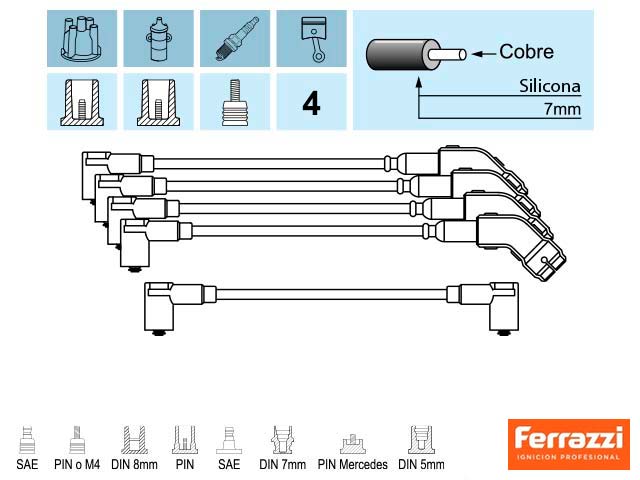 Cobre
Silicona
7mm
4
SAE PIN o M4 DIN 8mm PIN SAE DIN 7mm PIN Mercedes DIN 5mm
Ferrazzi
IGNICION PROFESIONAL